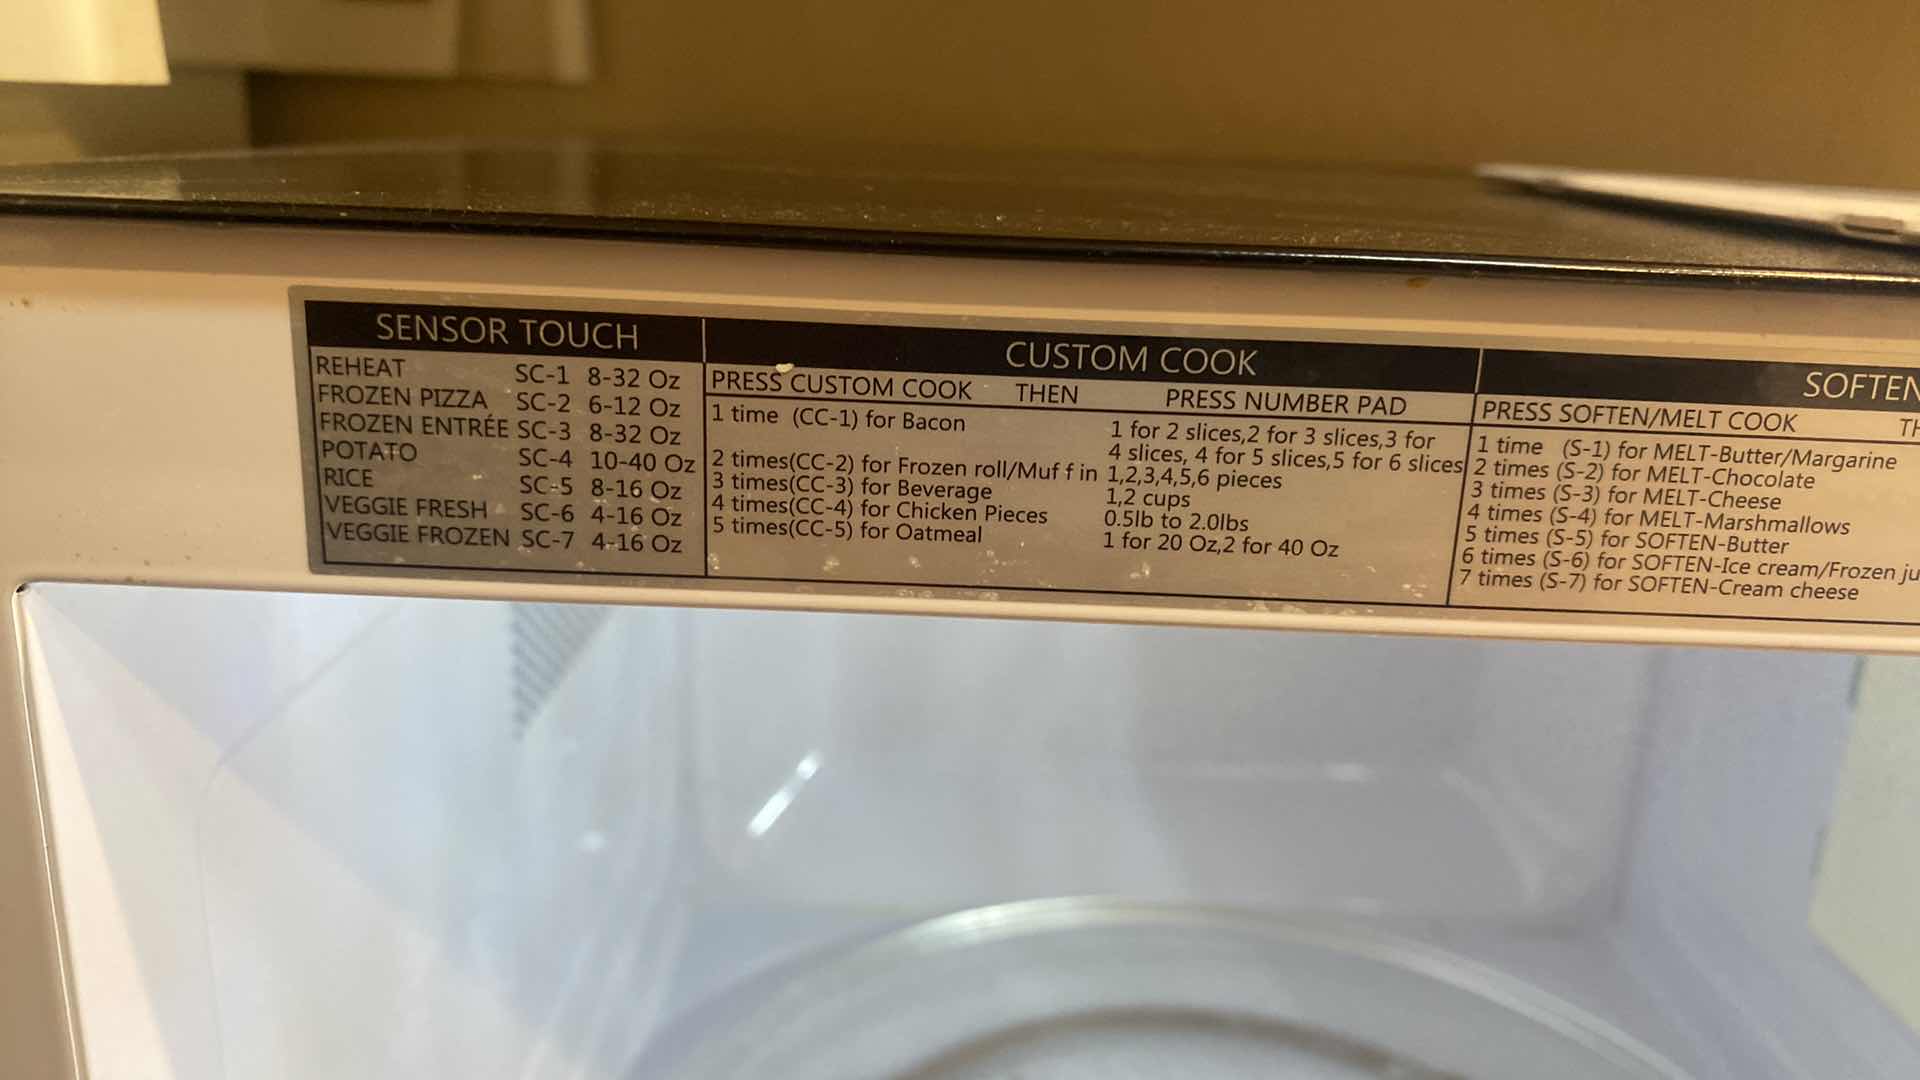 SENSOR TOUCH
REHEAT SC-1 8-32 Oz
FROZEN PIZZA SC-2 6-12 Oz
FROZEN ENTRÉE SC-3 8-32 Oz
POTATO SC-4 10-40 Oz
RICE SC-5 8-16 Oz
VEGGIE FRESH SC-6 4-16 Oz
VEGGIE FROZEN SC-7 4-16 Oz
CUSTOM COOK
PRESS CUSTOM COOK THEN PRESS NUMBER PAD
1 time (CC-1) for Bacon 1 for 2 slices,2 for 3 slices,3 for
4 slices, 4 for 5 slices,5 for 6 slices
2 times(CC-2) for Frozen roll/Muf f in 1,2,3,4,5,6 pieces
3 times(CC-3) for Beverage 1,2 cups
4 times(CC-4) for Chicken Pieces 0.5lb to 2.0lbs
5 times(CC-5) for Oatmeal 1 for 20 Oz,2 for 40 Oz
SOFTEN
PRESS SOFTEN/MELT COOK
1 time (S-1) for MELT-Butter/Margarine
2 times (S-2) for MELT-Chocolate
3 times (S-3) for MELT-Cheese
4 times (S-4) for MELT-Marshmallows
5 times (S-5) for SOFTEN-Butter
6 times (S-6) for SOFTEN-Ice cream/Frozen
7 times (S-7) for SOFTEN-Cream cheese